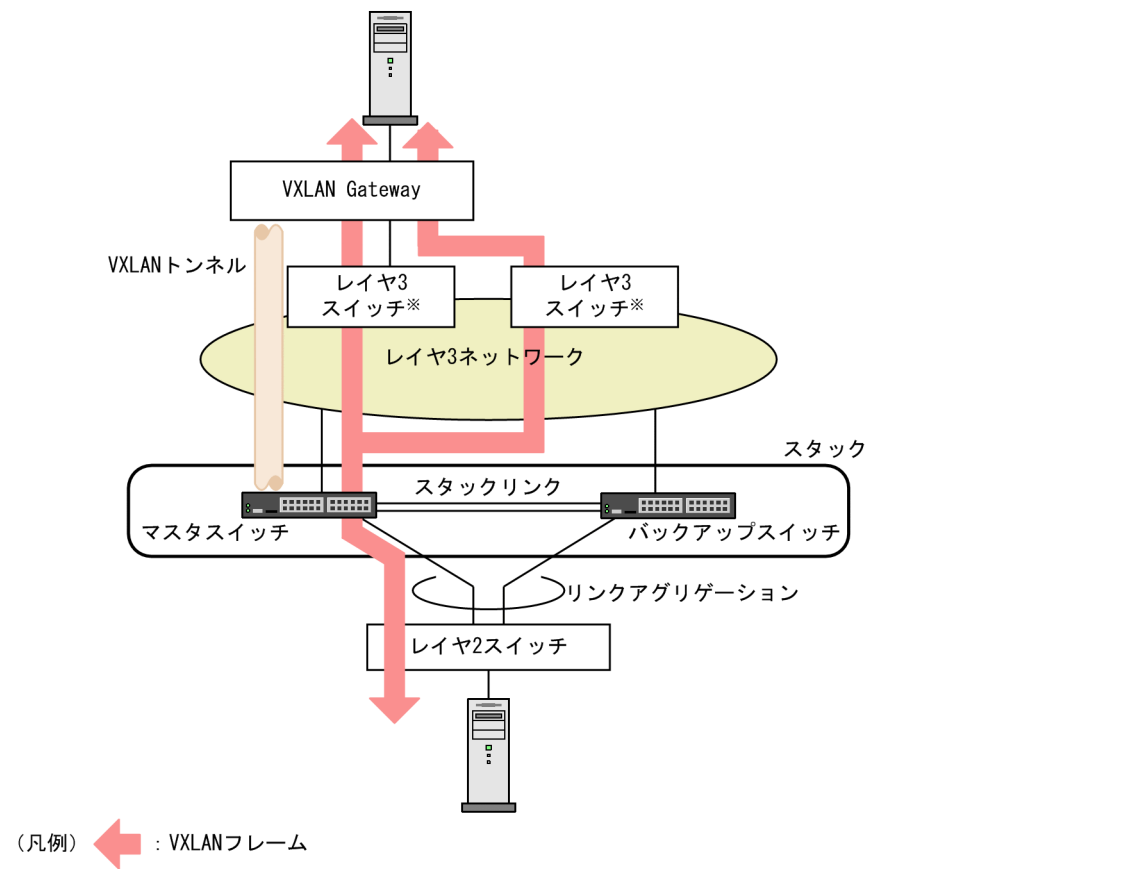 VXLAN Gateway
VXLANトンネル
レイヤ3
スイッチ※
レイヤ3
スイッチ※
レイヤ3ネットワーク
スタック
スタックリンク
マスタスイッチ
バックアップスイッチ
リンクアグリゲーション
レイヤ2スイッチ
（凡例）
：VXLANフレーム